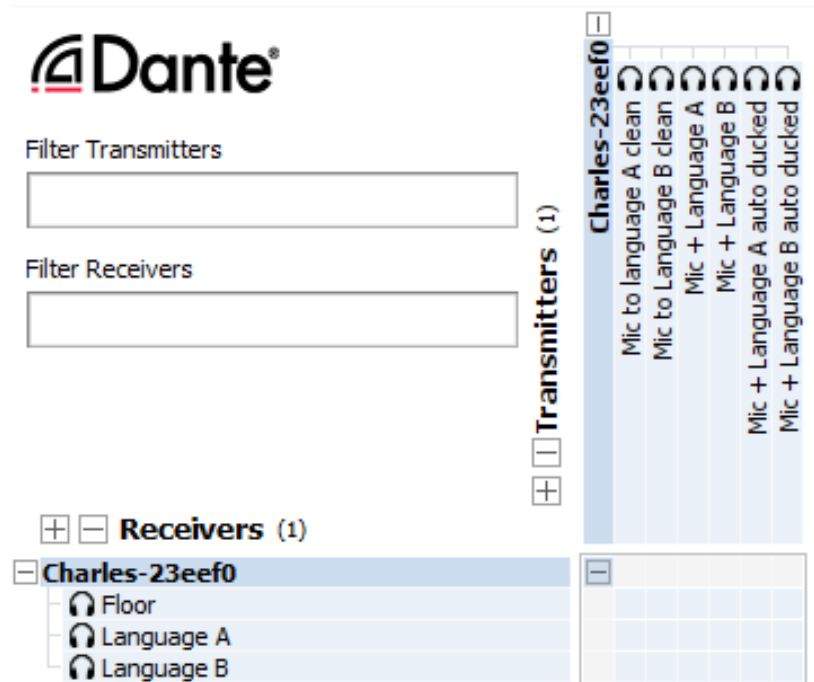 Dante®
Filter Transmitters
Filter Receivers
Transmitters (1)
Charles-23eef0
Mic to language A clean
Mic to Language B clean
Mic + Language A
Mic + Language B
Mic + Language A auto ducked
Mic + Language B auto ducked
Receivers (1)
Charles-23eef0
Floor
Language A
Language B